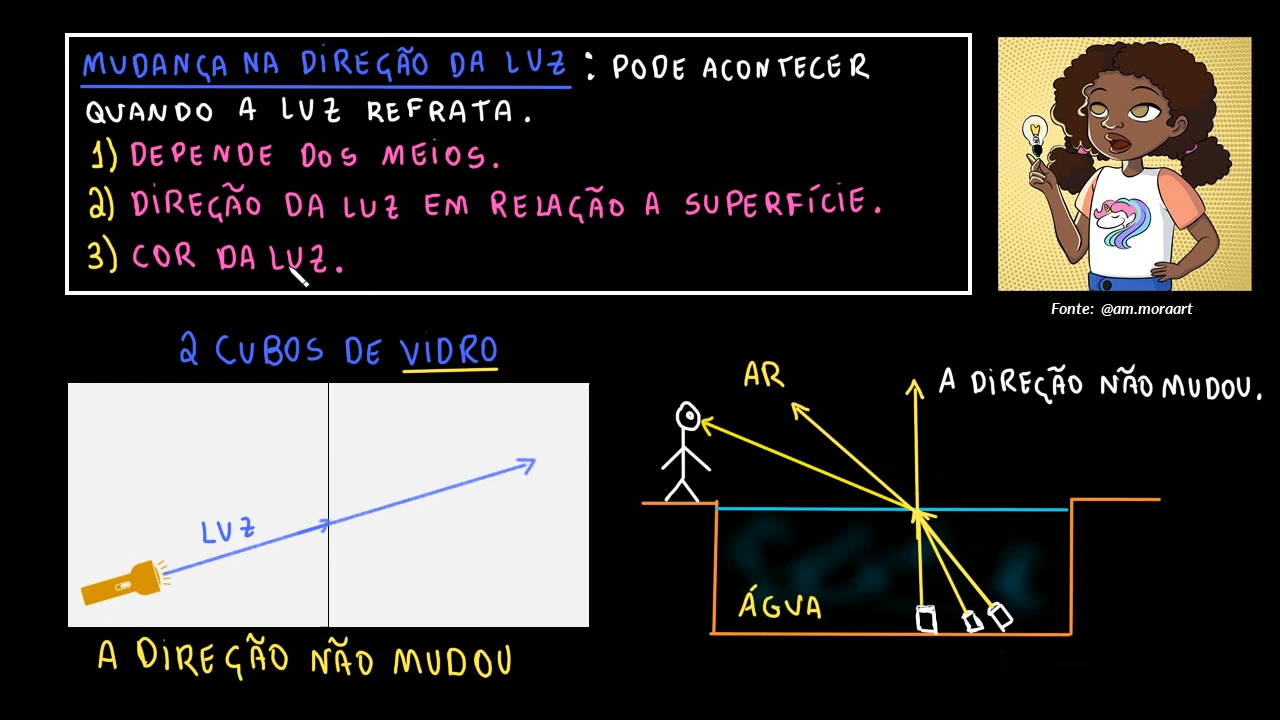 MUDANÇA NA DIREÇÃO DA LUZ : PODE ACONTECER
QUANDO A LUZ REFRATA.
1) DEPENDE DOS MEIOS.
2) DIREÇÃO DA LUZ EM RELAÇÃO A SUPERFÍCIE.
3) COR DA LUZ.
Fonte: @am.moraart
2 CUBOS DE VIDRO
LUZ
A DIREÇÃO NÃO MUDOU
AR
A DIREÇÃO NÃO MUDOU.
ÁGUA